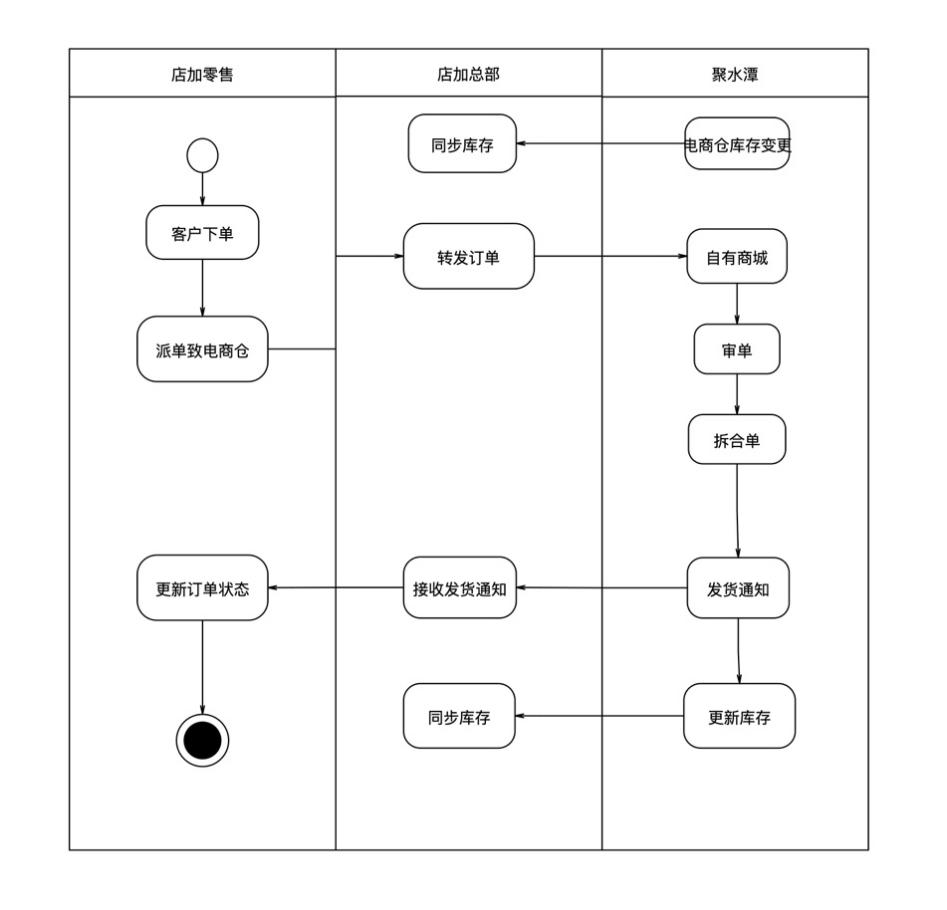 店加零售
店加总部
聚水潭
同步库存
电商仓库存变更
客户下单
转发订单
自有商城
派单致电商仓
审单
拆合单
更新订单状态
接收发货通知
发货通知
同步库存
更新库存